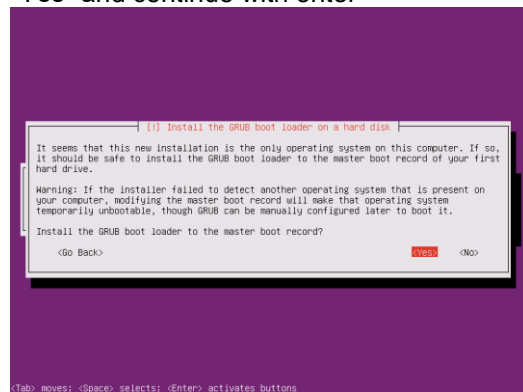 "Yes" and continue with enter
[!] Install the GRUB boot loader on a hard disk
It seems that this new installation is the only operating system on this computer. If so,
it should be safe to install the GRUB boot loader to the master boot record of your first
hard drive.
Warning: If the installer failed to detect another operating system that is present on
your computer, modifying the master boot record will make that operating system
temporarily unbootable, though GRUB can be manually configured later to boot it.
Install the GRUB boot loader to the master boot record?
<Go Back> <Yes> <No>
<Tab> moves; <Space> selects; <Enter> activates buttons